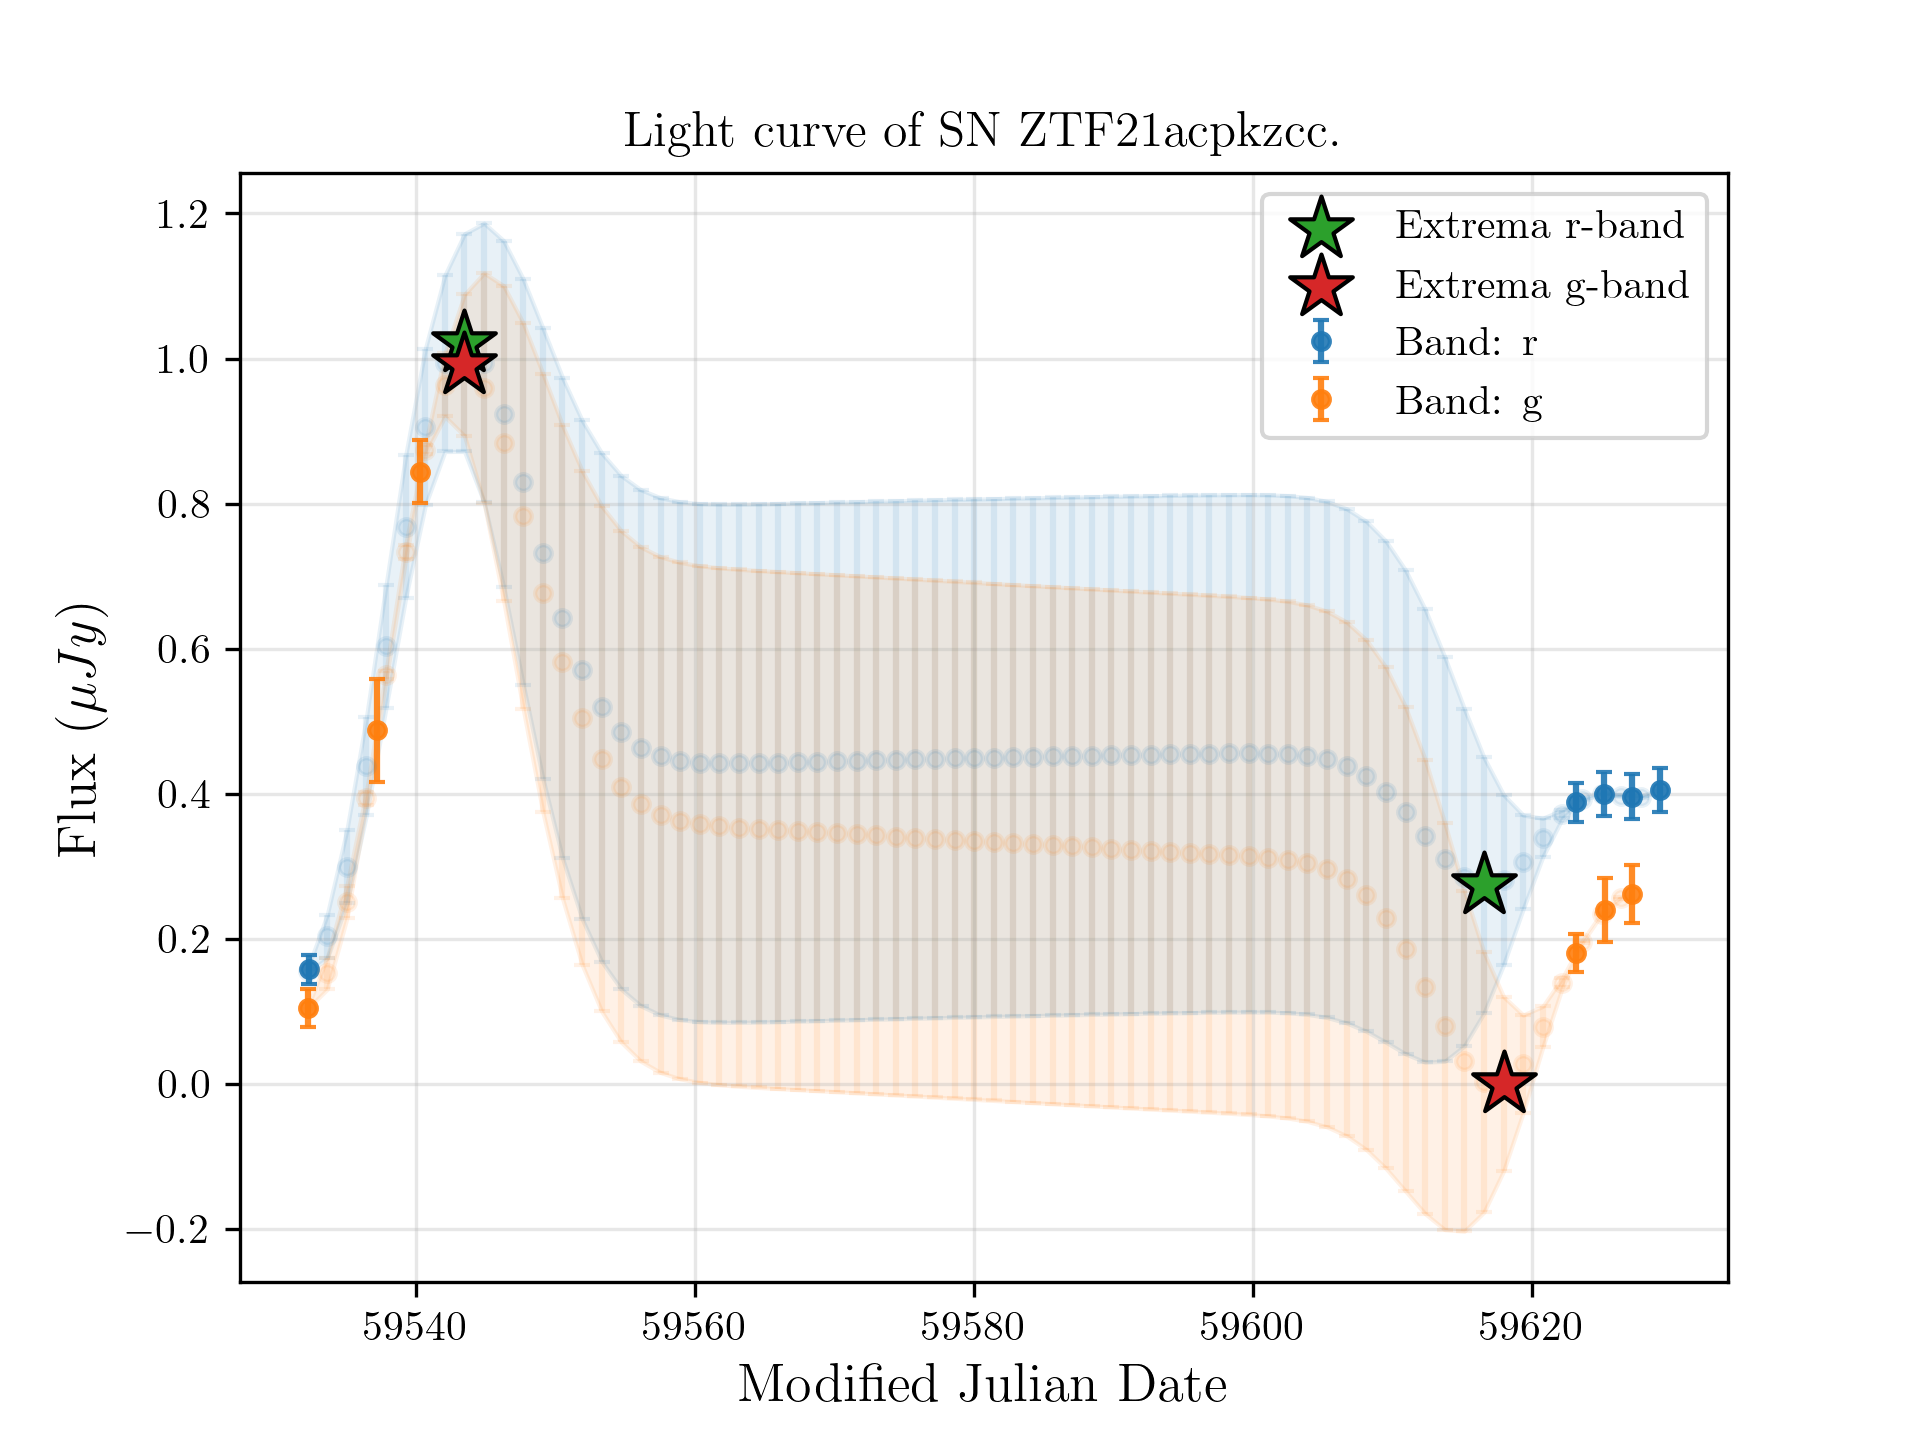 Light curve of SN ZTF21acpkzcc.
Extrema r-band
Extrema g-band
Band: r
Band: g
Flux (μJy)
1.2
1.0
0.8
0.6
0.4
0.2
0.0
−0.2
59540 59560 59580 59600 59620
Modified Julian Date